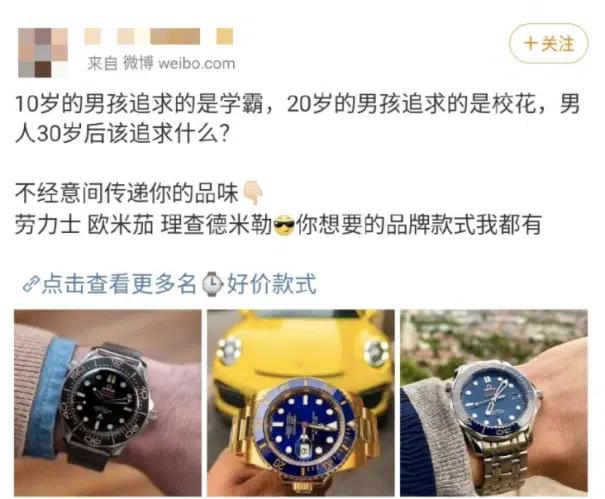 来自 微博 weibo.com
+关注
10岁的男孩追求的是学霸，20岁的男孩追求的是校花，男
人30岁后该追求什么？
不经意间传递你的品味👇🏻
劳力士 欧米茄 理查德米勒😎你想要的品牌款式我都有
🔗点击查看更多名⌚好价款式